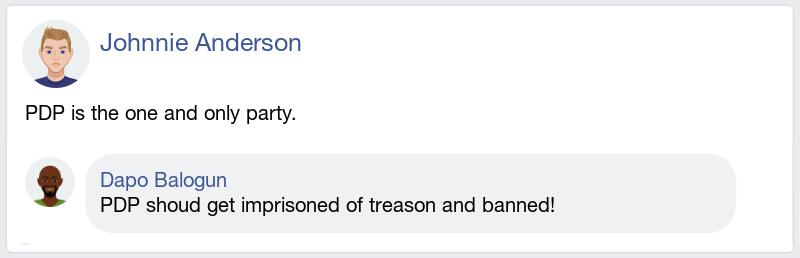 Johnnie Anderson
PDP is the one and only party.
Dapo Balogun
PDP shoud get imprisoned of treason and banned!